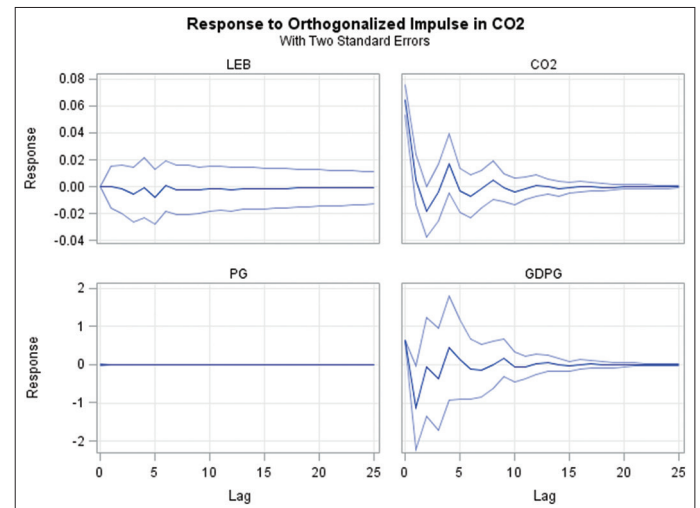 Response to Orthogonalized Impulse in CO2
With Two Standard Errors
LEB
CO2
0.08
0.06
0.04
0.02
0.00
-0.02
-0.04
Response
PG
GDPG
2
1
0
-1
-2
Response
0 5 10 15 20 25
0 5 10 15 20 25
Lag
Lag